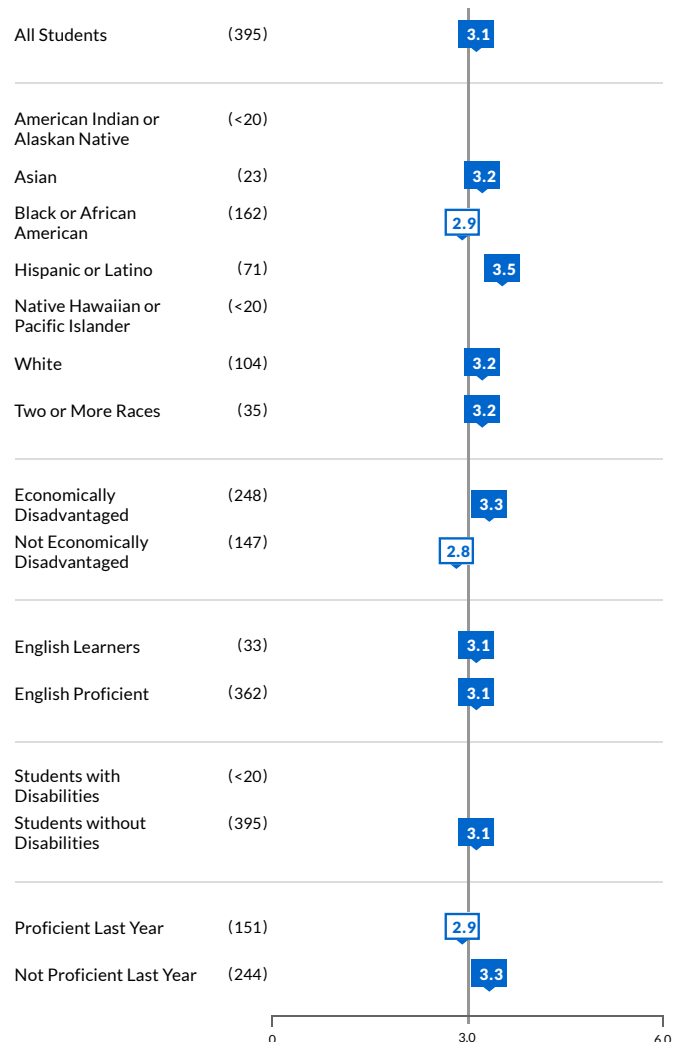 All Students (395) 3.1
American Indian or (<20)
Alaskan Native
Asian (23) 3.2
Black or African (162) 2.9
American
Hispanic or Latino (71) 3.5
Native Hawaiian or (<20)
Pacific Islander
White (104) 3.2
Two or More Races (35) 3.2
Economically (248) 3.3
Disadvantaged
Not Economically (147) 2.8
Disadvantaged
English Learners (33) 3.1
English Proficient (362) 3.1
Students with (<20)
Disabilities
Students without (395) 3.1
Disabilities
Proficient Last Year (151) 2.9
Not Proficient Last Year (244) 3.3
0 3.0 6.0